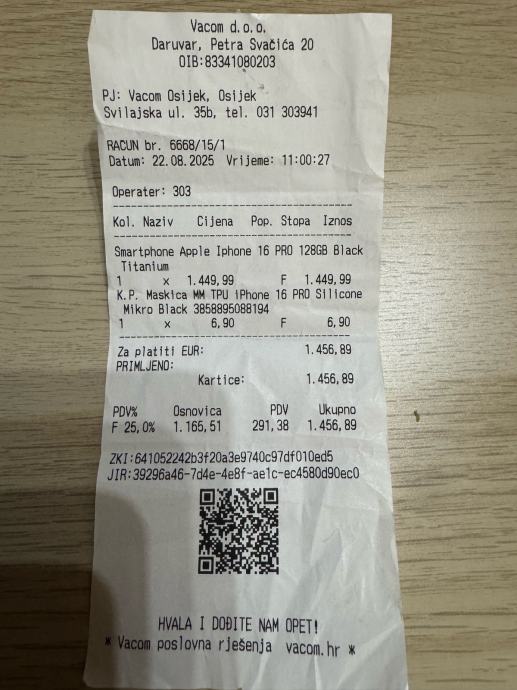 Vacom d.o.o.
Daruvar, Petra Svačića 20
OIB:83341080203
PJ: Vacom Osijek, Osijek
Svilajska ul. 35b, tel. 031 303941
RACUN br. 6668/15/1
Datum: 22.08.2025 Vrijeme: 11:00:27
Operater: 303
Kol. Naziv Cijena Pop. Stopa Iznos
Smartphone Apple Iphone 16 PRO 128GB Black
Titanium
1 x 1.449,99 F 1.449,99
K.P. Maskica MM TPU iPhone 16 PRO Silicone
Mikro Black 3858895088194
1 x 6,90 F 6,90
Za platiti EUR: 1.456,89
PRIMLJENO:
Kartice: 1.456,89
PDV% Osnovica PDV Ukupno
F 25,0% 1.165,51 291,38 1.456,89
ZKI:641052242b3f20a3e9740c97df010ed5
JIR:39296a46-7d4e-4e8f-ae1c-ec4580d90ec0
HVALA I DOĐITE NAM OPET!
* Vacom poslovna rješenja vacom.hr *